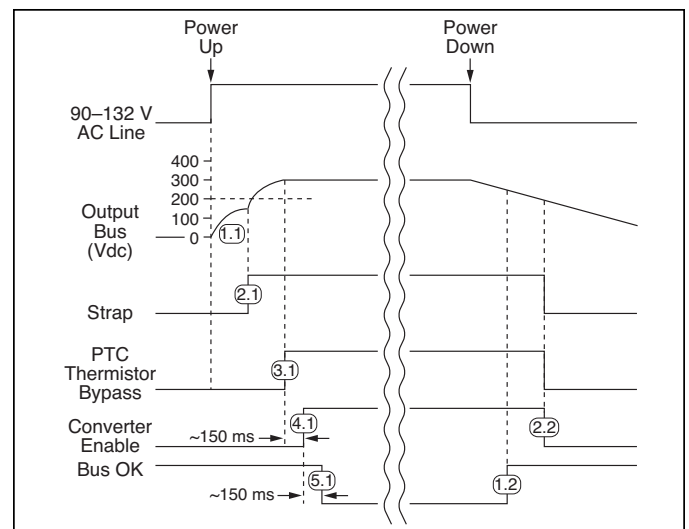 Power
Up
Power
Down
90–132 V
AC Line
400
300
200
100
0
Output
Bus
(Vdc)
1.1
2.1
Strap
PTC
Thermistor
Bypass
3.1
Converter
Enable
4.1
2.2
~150 ms
Bus OK
5.1
1.2
~150 ms